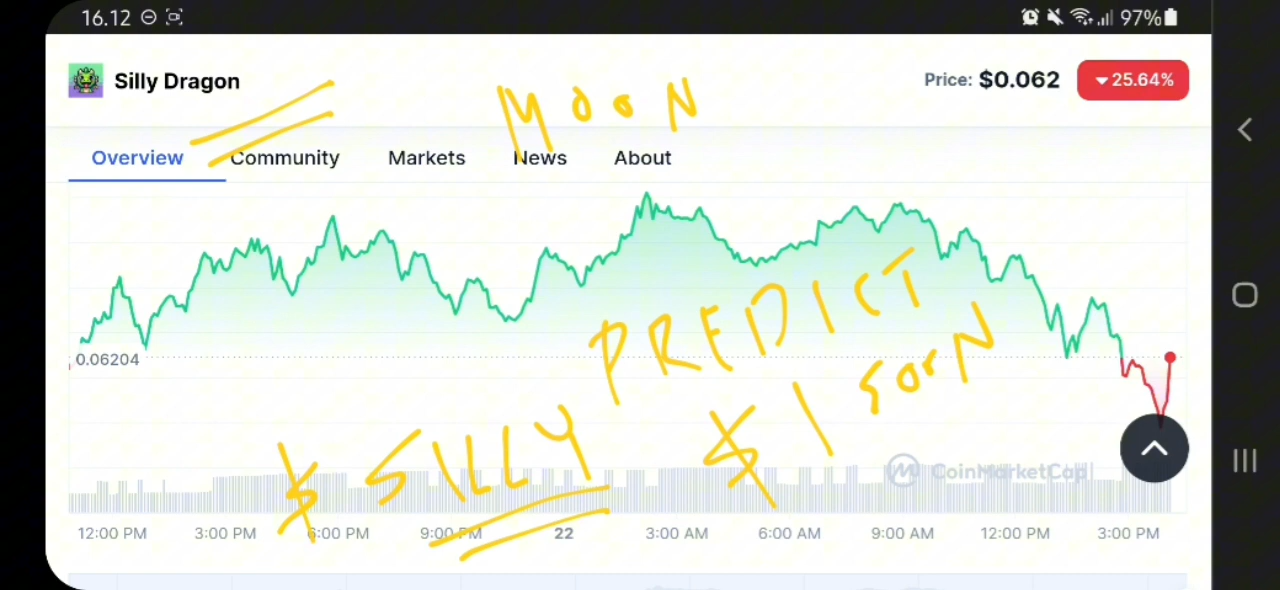 16.12 97%
Silly Dragon Price: $0.062 25.64%
MOON
Overview Community Markets News About
PREDICT
0.06204
$1 SOON
$SILLY
CoinMarketCap
12:00 PM 3:00 PM 6:00 PM 9:00 PM 22 3:00 AM 6:00 AM 9:00 AM 12:00 PM 3:00 PM